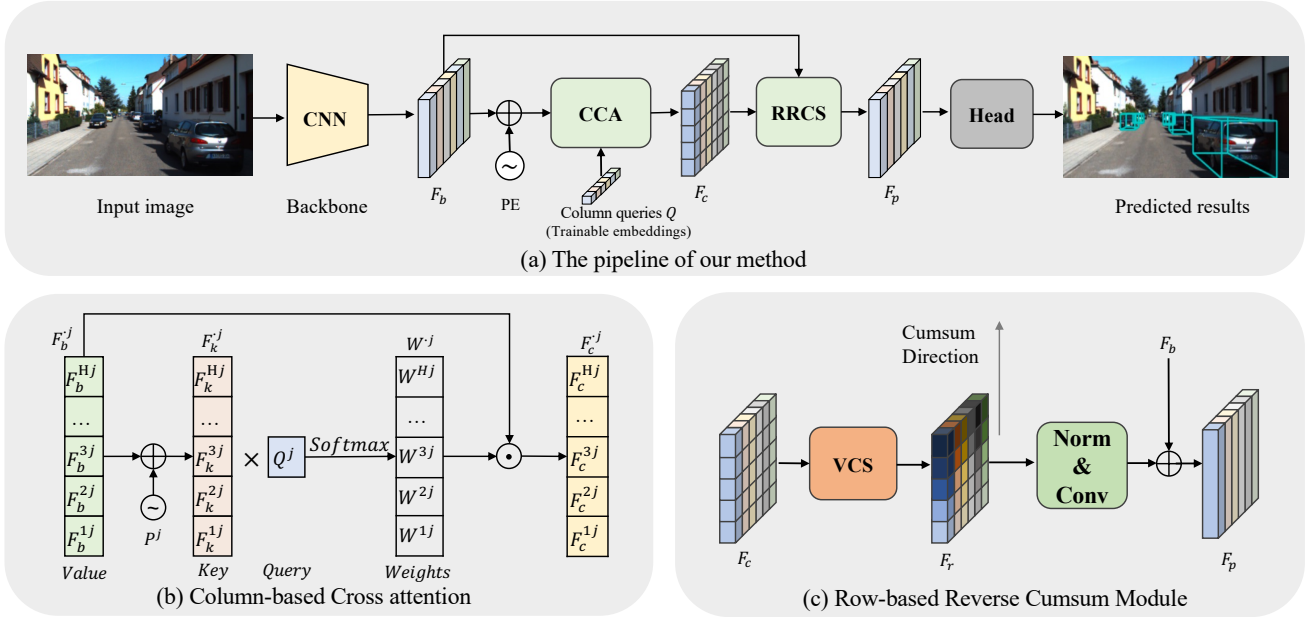 CNN
CCA
RRCS
Head
F_b
F_c
F_p
Input image
Backbone
PE
Column queries Q
(Trainable embeddings)
Predicted results
(a) The pipeline of our method
F_b^{·j}
F_k^{·j}
W^{·j}
F_c^{·j}
F_b^{Hj}
F_k^{Hj}
W^{Hj}
F_c^{Hj}
...
...
...
...
F_b^{3j}
F_k^{3j}
×
Q^j
Softmax
W^{3j}
F_c^{3j}
F_b^{2j}
F_k^{2j}
W^{2j}
F_c^{2j}
F_b^{1j}
P^j
F_k^{1j}
W^{1j}
F_c^{1j}
Value
Key
Query
Weights
(b) Column-based Cross attention
Cumsum
Direction
F_b
VCS
Norm
&
Conv
F_c
F_r
F_p
(c) Row-based Reverse Cumsum Module